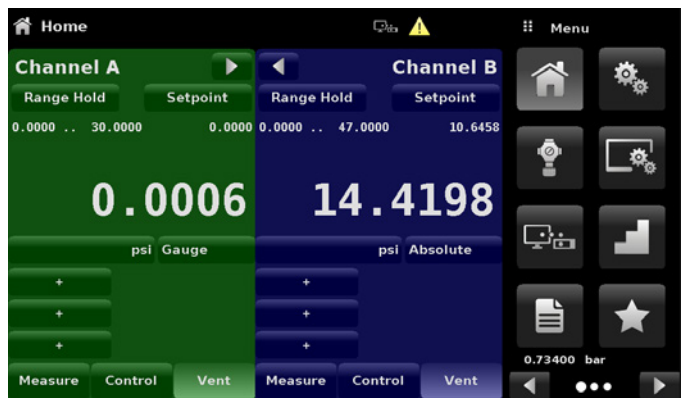 Home
Menu
Channel A
Channel B
Range Hold Setpoint
Range Hold Setpoint
0.0000 .. 30.0000 0.0000
0.0000 .. 47.0000 10.6458
0.0006
14.4198
psi Gauge
psi Absolute
+
+
+
+
+
+
Measure Control Vent
Measure Control Vent
0.73400 bar